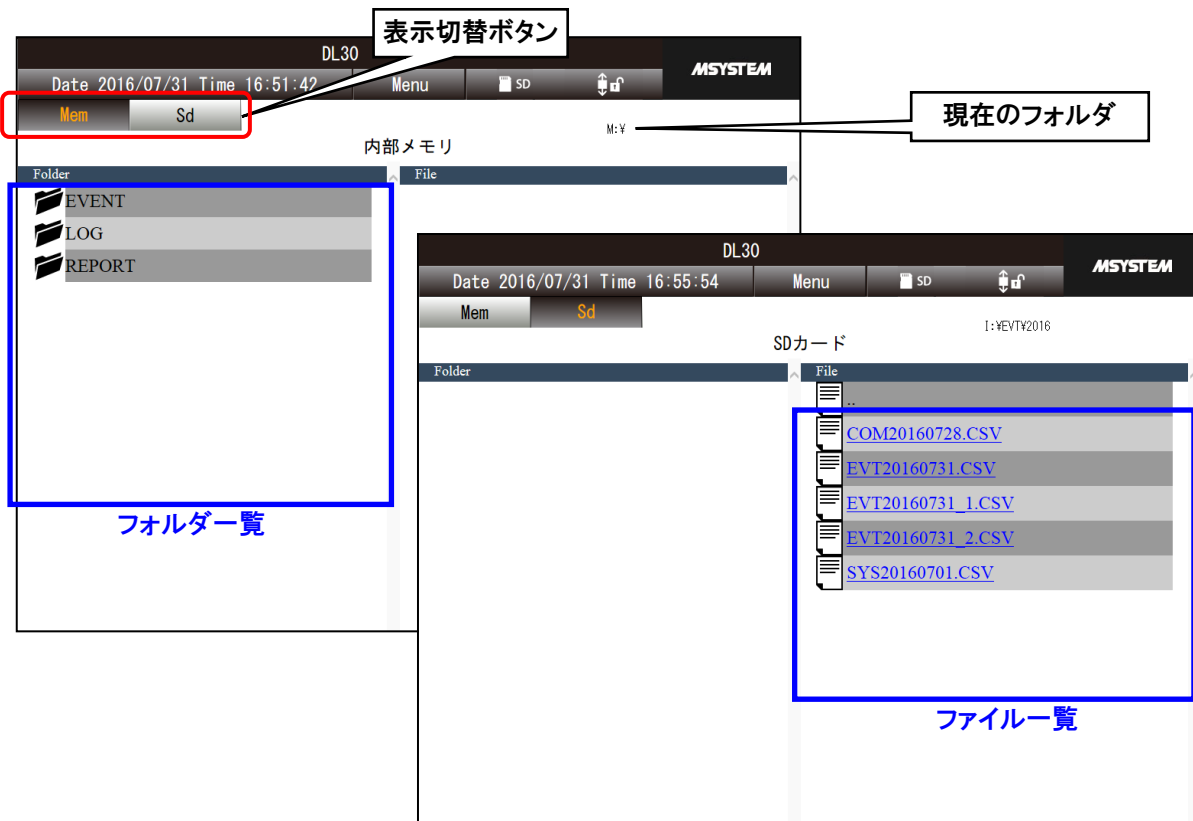 表示切替ボタン
DL30
MSYSTEM
Date 2016/07/31 Time 16:51:42 Menu SD
Mem Sd
M:¥
現在のフォルダ
内部メモリ
Folder File
EVENT
LOG
REPORT
フォルダ一覧
DL30
MSYSTEM
Date 2016/07/31 Time 16:55:54 Menu SD
Mem Sd
I:¥EVT¥2016
SDカード
Folder File
..
COM20160728.CSV
EVT20160731.CSV
EVT20160731_1.CSV
EVT20160731_2.CSV
SYS20160701.CSV
ファイル一覧